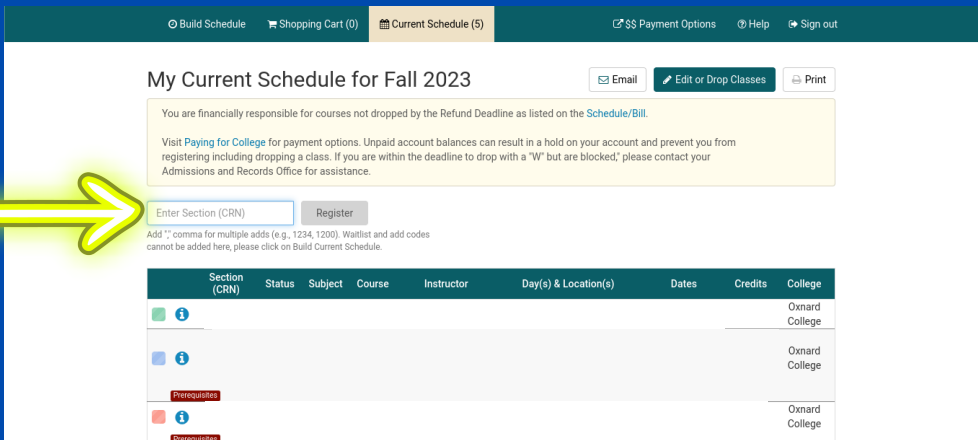 Build Schedule Shopping Cart (0) Current Schedule (5) $$ Payment Options Help Sign out
My Current Schedule for Fall 2023 Email Edit or Drop Classes Print
You are financially responsible for courses not dropped by the Refund Deadline as listed on the Schedule/Bill.
Visit Paying for College for payment options. Unpaid account balances can result in a hold on your account and prevent you from
registering including dropping a class. If you are within the deadline to drop with a "W" but are blocked," please contact your
Admissions and Records Office for assistance.
Enter Section (CRN) Register
Add "," comma for multiple adds (e.g., 1234, 1200). Waitlist and add codes
cannot be added here, please click on Build Current Schedule.
Section
(CRN) Status Subject Course Instructor Day(s) & Location(s) Dates Credits College
Oxnard
College
Oxnard
College
Prerequisites
Oxnard
College
Prerequisites